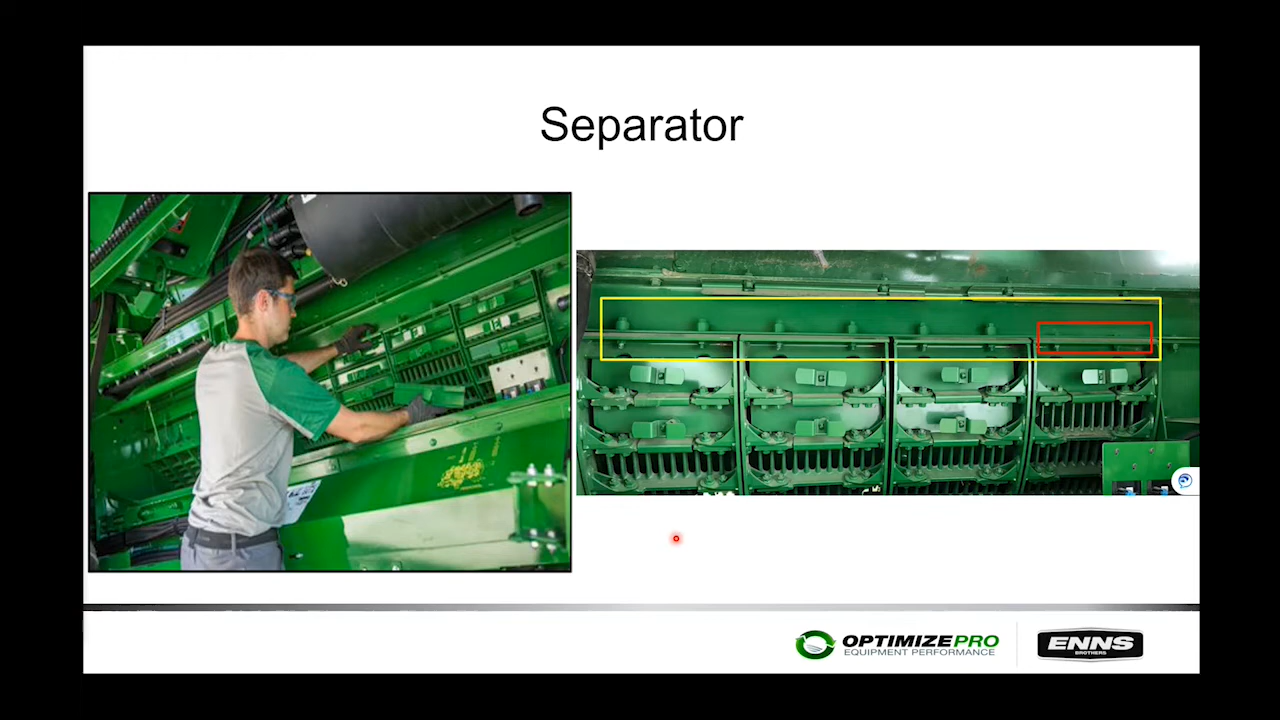 Separator
OPTIMIZEPRO
EQUIPMENT PERFORMANCE
ENNS
BROTHERS